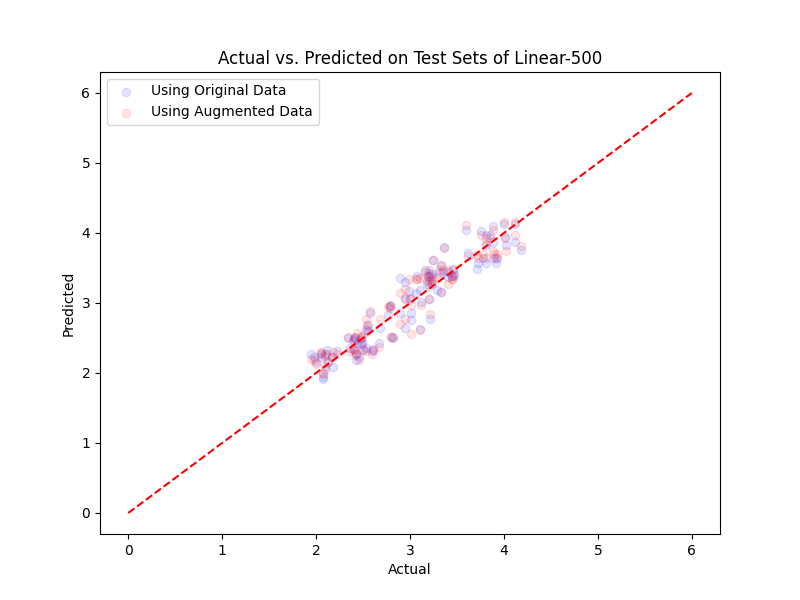 Actual vs. Predicted on Test Sets of Linear-500
Using Original Data
Using Augmented Data
6
5
4
3
2
1
0
Predicted
0 1 2 3 4 5 6
Actual